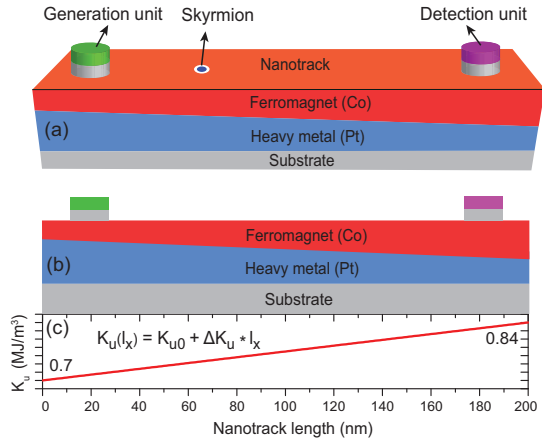 Generation unit
Skyrmion
Detection unit
Nanotrack
Ferromagnet (Co)
(a)
Heavy metal (Pt)
Substrate
Ferromagnet (Co)
(b)
Heavy metal (Pt)
Substrate
(c)
K_u(l_x) = K_u0 + ΔK_u * l_x
0.84
0.7
K_u (MJ/m³)
0 20 40 60 80 100 120 140 160 180 200
Nanotrack length (nm)